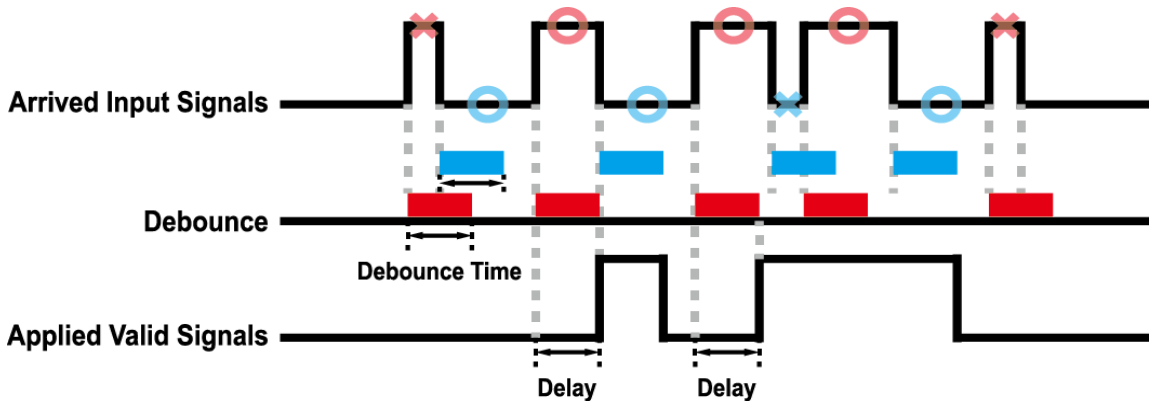 Arrived Input Signals
Debounce
Debounce Time
Applied Valid Signals
Delay
Delay